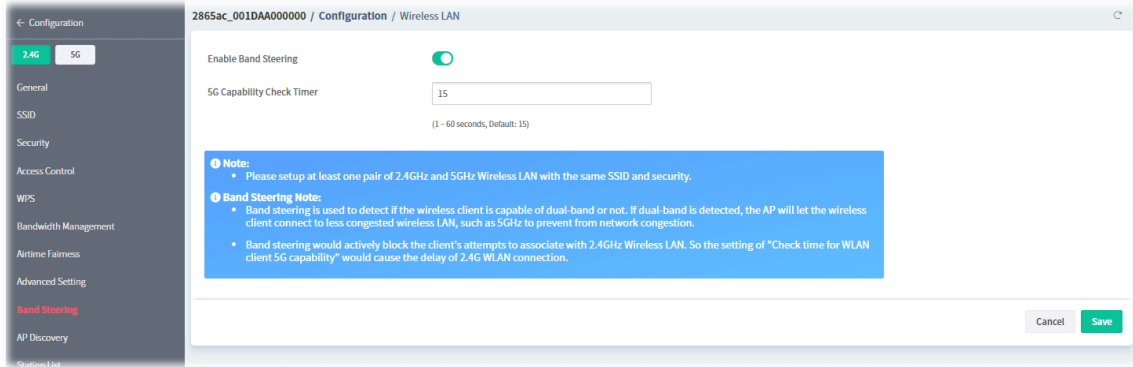 ← Configuration
2865ac_001DAA000000 / Configuration / Wireless LAN
2.4G 5G
General
SSID
Security
Access Control
WPS
Bandwidth Management
Airtime Fairness
Advanced Setting
Band Steering
AP Discovery
Station List
Enable Band Steering
5G Capability Check Timer
15
(1 ~ 60 seconds, Default: 15)
Note:
• Please setup at least one pair of 2.4GHz and 5GHz Wireless LAN with the same SSID and security.
Band Steering Note:
• Band steering is used to detect if the wireless client is capable of dual-band or not. If dual-band is detected, the AP will let the wireless
client connect to less congested wireless LAN, such as 5GHz to prevent from network congestion.
• Band steering would actively block the client's attempts to associate with 2.4GHz Wireless LAN. So the setting of "Check time for WLAN
client 5G capability" would cause the delay of 2.4G WLAN connection.
Cancel Save